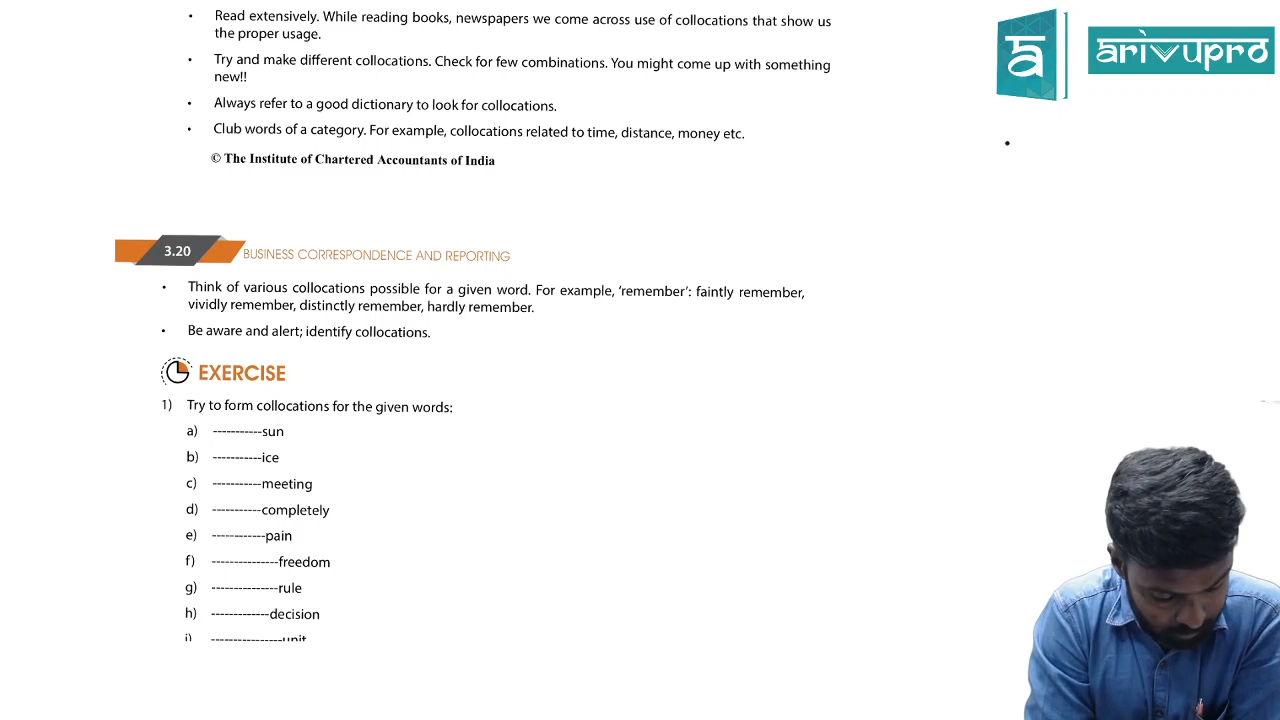 • Read extensively. While reading books, newspapers we come across use of collocations that show us
the proper usage.
• Try and make different collocations. Check for few combinations. You might come up with something
new!!
• Always refer to a good dictionary to look for collocations.
• Club words of a category. For example, collocations related to time, distance, money etc.
© The Institute of Chartered Accountants of India
arivupro
3.20 BUSINESS CORRESPONDENCE AND REPORTING
• Think of various collocations possible for a given word. For example, ‘remember’: faintly remember,
vividly remember, distinctly remember, hardly remember.
• Be aware and alert; identify collocations.
EXERCISE
1) Try to form collocations for the given words:
a) -----------sun
b) -----------ice
c) -----------meeting
d) -----------completely
e) ------------pain
f) ---------------freedom
g) ---------------rule
h) -------------decision
i) ----------------unit